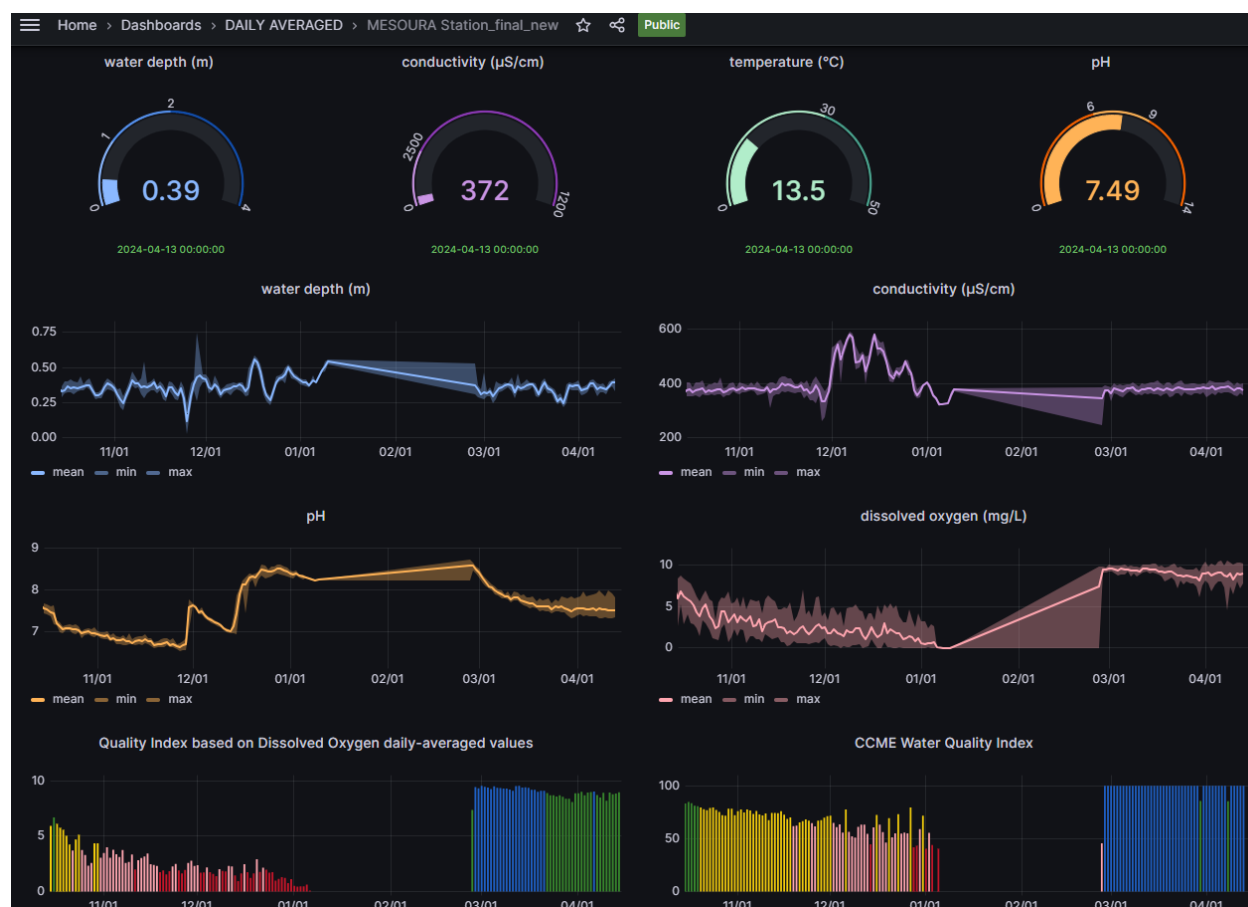 Home › Dashboards › DAILY AVERAGED › MESOURA Station_final_new Public
water depth (m) conductivity (µS/cm) temperature (°C) pH
0 1 2 4 0.39
0 2500 1200 372
0 30 50 13.5
0 6 9 14 7.49
2024-04-13 00:00:00 2024-04-13 00:00:00 2024-04-13 00:00:00 2024-04-13 00:00:00
water depth (m)
0.75
0.50
0.25
0.00
11/01 12/01 01/01 02/01 03/01 04/01
mean min max
conductivity (µS/cm)
600
400
200
11/01 12/01 01/01 02/01 03/01 04/01
mean min max
pH
9
8
7
11/01 12/01 01/01 02/01 03/01 04/01
mean min max
dissolved oxygen (mg/L)
10
5
0
11/01 12/01 01/01 02/01 03/01 04/01
mean min max
Quality Index based on Dissolved Oxygen daily-averaged values
10
5
0
11/01 12/01 01/01 02/01 03/01 04/01
CCME Water Quality Index
100
50
0
11/01 12/01 01/01 02/01 03/01 04/01